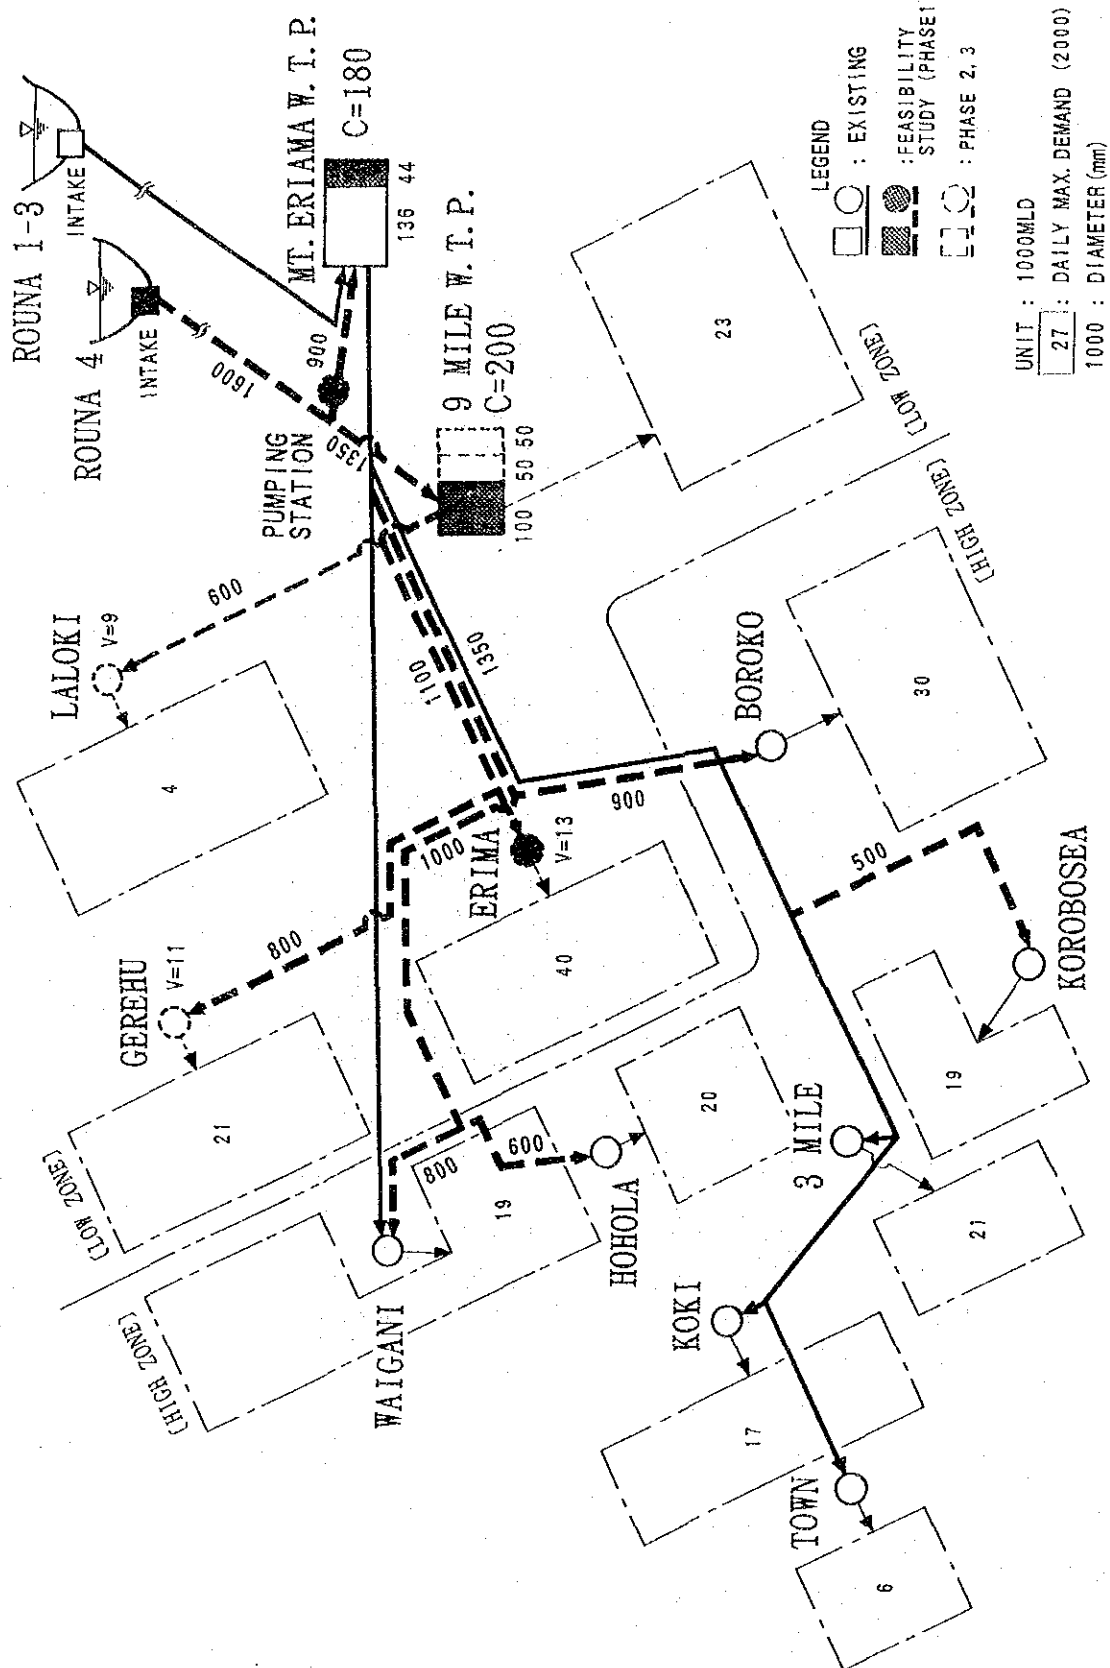 ROUNA 1-3
INTAKE
ROUNA 4
INTAKE
1600
900
MT. ERIAMA W. T. P.
C=180
136
44
PUMPING
STATION
1350
9 MILE W. T. P.
C=200
100
50
50
LALOKI
V=9
600
4
1100
1350
23
(LOW ZONE)
(HIGH ZONE)
GEREHU
V=11
800
1000
ERIMA
V=13
900
BOROKO
30
21
(LOW ZONE)
(HIGH ZONE)
40
500
KOROBOSEA
19
800
600
19
WAIGANI
HOHOLA
20
3 MILE
21
KOKI
17
TOWN
6
LEGEND
: EXISTING
: FEASIBILITY
STUDY (PHASE1
: PHASE 2, 3
UNIT : 1000MLD
27 : DAILY MAX. DEMAND (2000)
1000 : DIAMETER (mm)